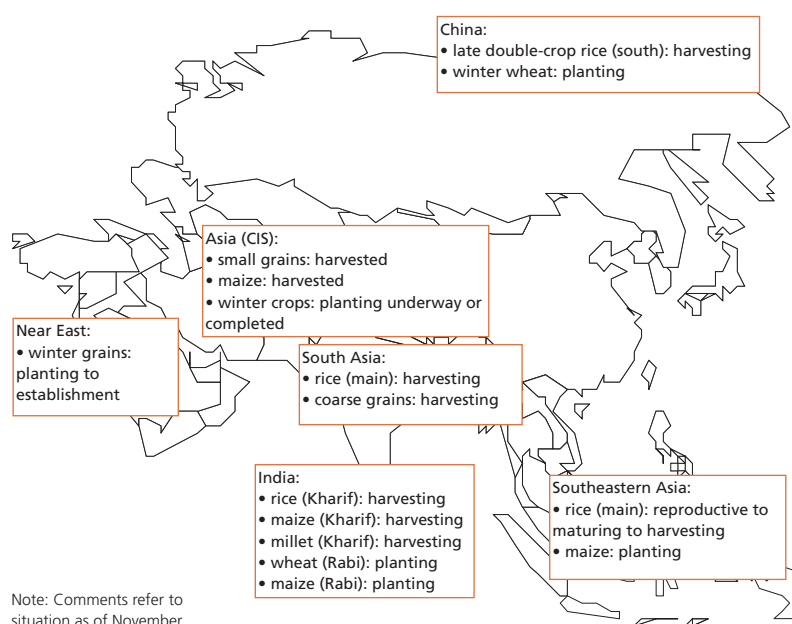 China:
• late double-crop rice (south): harvesting
• winter wheat: planting
Asia (CIS):
• small grains: harvested
• maize: harvested
• winter crops: planting underway or
completed
Near East:
• winter grains:
planting to
establishment
South Asia:
• rice (main): harvesting
• coarse grains: harvesting
India:
• rice (Kharif): harvesting
• maize (Kharif): harvesting
• millet (Kharif): harvesting
• wheat (Rabi): planting
• maize (Rabi): planting
Southeastern Asia:
• rice (main): reproductive to
maturing to harvesting
• maize: planting
Note: Comments refer to
situation as of November